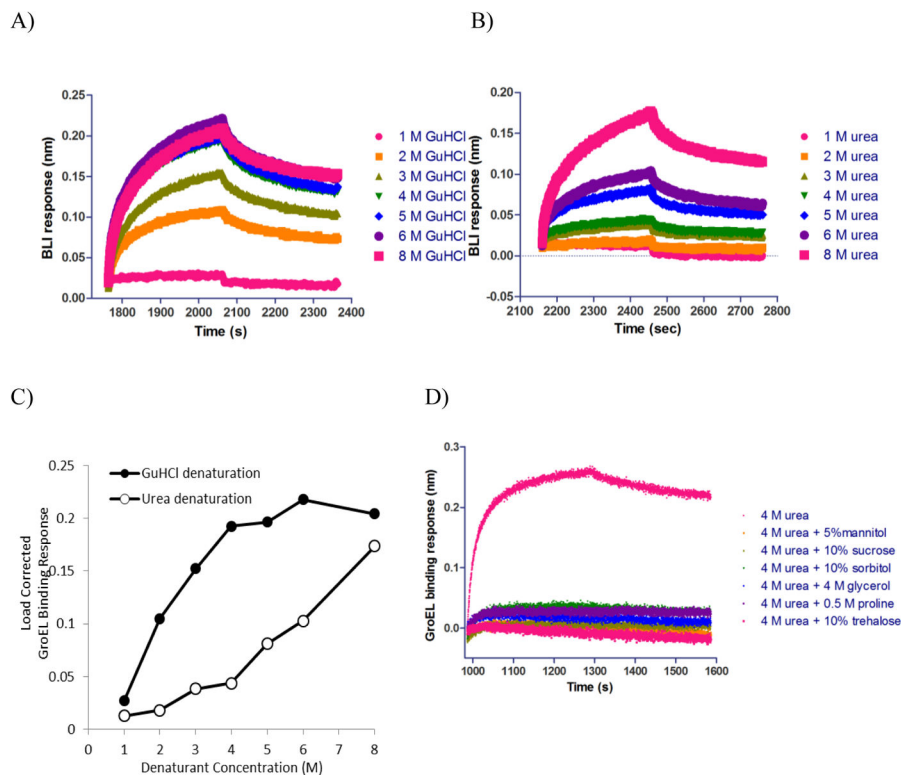 A)
B)
BLI response (nm)
0.25
0.20
0.15
0.10
0.05
0.00
1800 1900 2000 2100 2200 2300 2400
Time (s)
1 M GuHCl
2 M GuHCl
3 M GuHCl
4 M GuHCl
5 M GuHCl
6 M GuHCl
8 M GuHCl
BLI response (nm)
0.20
0.15
0.10
0.05
0.00
-0.05
2100 2200 2300 2400 2500 2600 2700 2800
Time (sec)
1 M urea
2 M urea
3 M urea
4 M urea
5 M urea
6 M urea
8 M urea
C)
D)
Load Corrected
GroEL Binding Response
0.25
0.2
0.15
0.1
0.05
0
GuHCl denaturation
Urea denaturation
0 1 2 3 4 5 6 7 8
Denaturant Concentration (M)
GroEL binding response (nm)
0.3
0.2
0.1
0.0
1000 1100 1200 1300 1400 1500 1600
Time (s)
4 M urea
4 M urea + 5%mannitol
4 M urea + 10% sucrose
4 M urea + 10% sorbitol
4 M urea + 4 M glycerol
4 M urea + 0.5 M proline
4 M urea + 10% trehalose